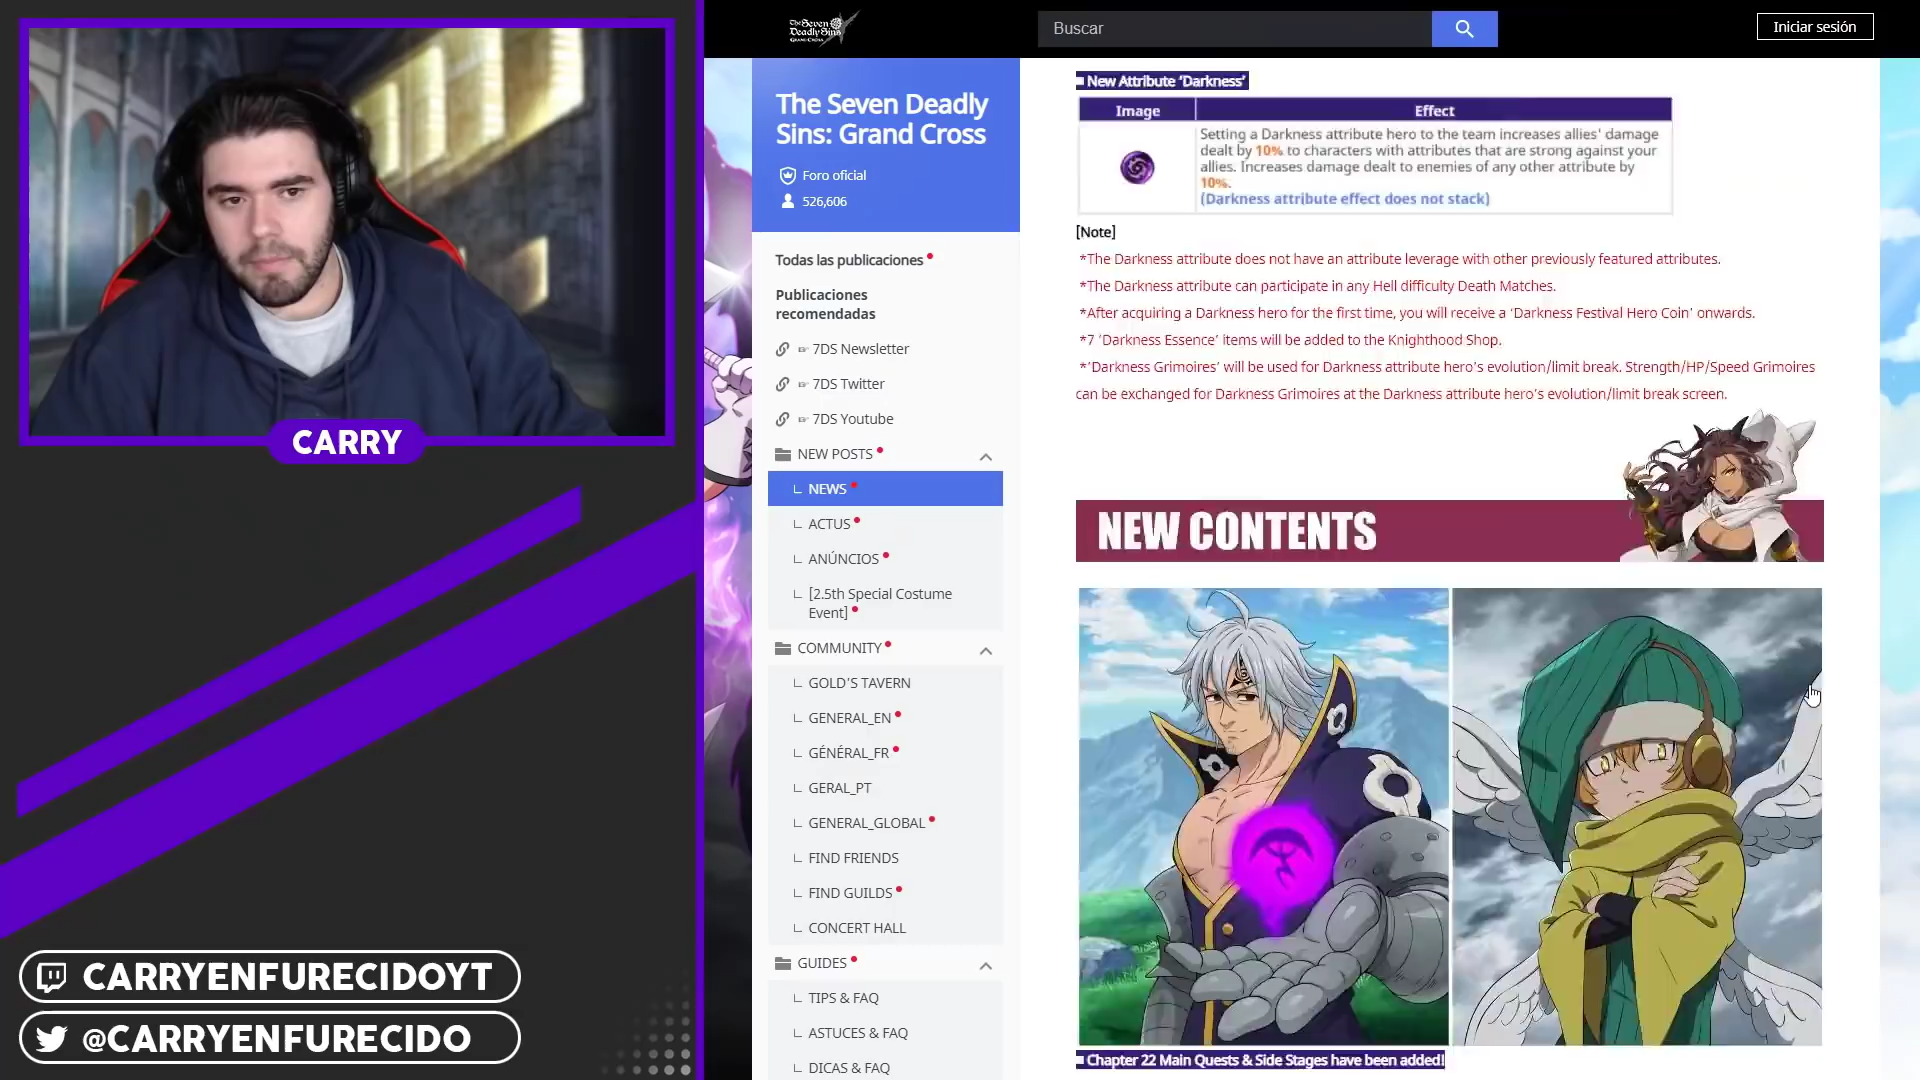 CARRY
CARRYENFURECIDOYT
@CARRYENFURECIDO
The Seven
Deadly Sins
GRAND CROSS
Buscar
Iniciar sesión
The Seven Deadly
Sins: Grand Cross
Foro oficial
526,606
Todas las publicaciones
Publicaciones
recomendadas
7DS Newsletter
7DS Twitter
7DS Youtube
NEW POSTS
NEWS
ACTUS
ANÚNCIOS
[2.5th Special Costume
Event]
COMMUNITY
GOLD'S TAVERN
GENERAL_EN
GÉNÉRAL_FR
GERAL_PT
GENERAL_GLOBAL
FIND FRIENDS
FIND GUILDS
CONCERT HALL
GUIDES
TIPS & FAQ
ASTUCES & FAQ
DICAS & FAQ
■ New Attribute ‘Darkness’
Image Effect
Setting a Darkness attribute hero to the team increases allies' damage
dealt by 10% to characters with attributes that are strong against your
allies. Increases damage dealt to enemies of any other attribute by
10%.
(Darkness attribute effect does not stack)
[Note]
*The Darkness attribute does not have an attribute leverage with other previously featured attributes.
*The Darkness attribute can participate in any Hell difficulty Death Matches.
*After acquiring a Darkness hero for the first time, you will receive a ‘Darkness Festival Hero Coin’ onwards.
*7 ‘Darkness Essence’ items will be added to the Knighthood Shop.
*‘Darkness Grimoires’ will be used for Darkness attribute hero’s evolution/limit break. Strength/HP/Speed Grimoires
can be exchanged for Darkness Grimoires at the Darkness attribute hero’s evolution/limit break screen.
NEW CONTENTS
■ Chapter 22 Main Quests & Side Stages have been added!